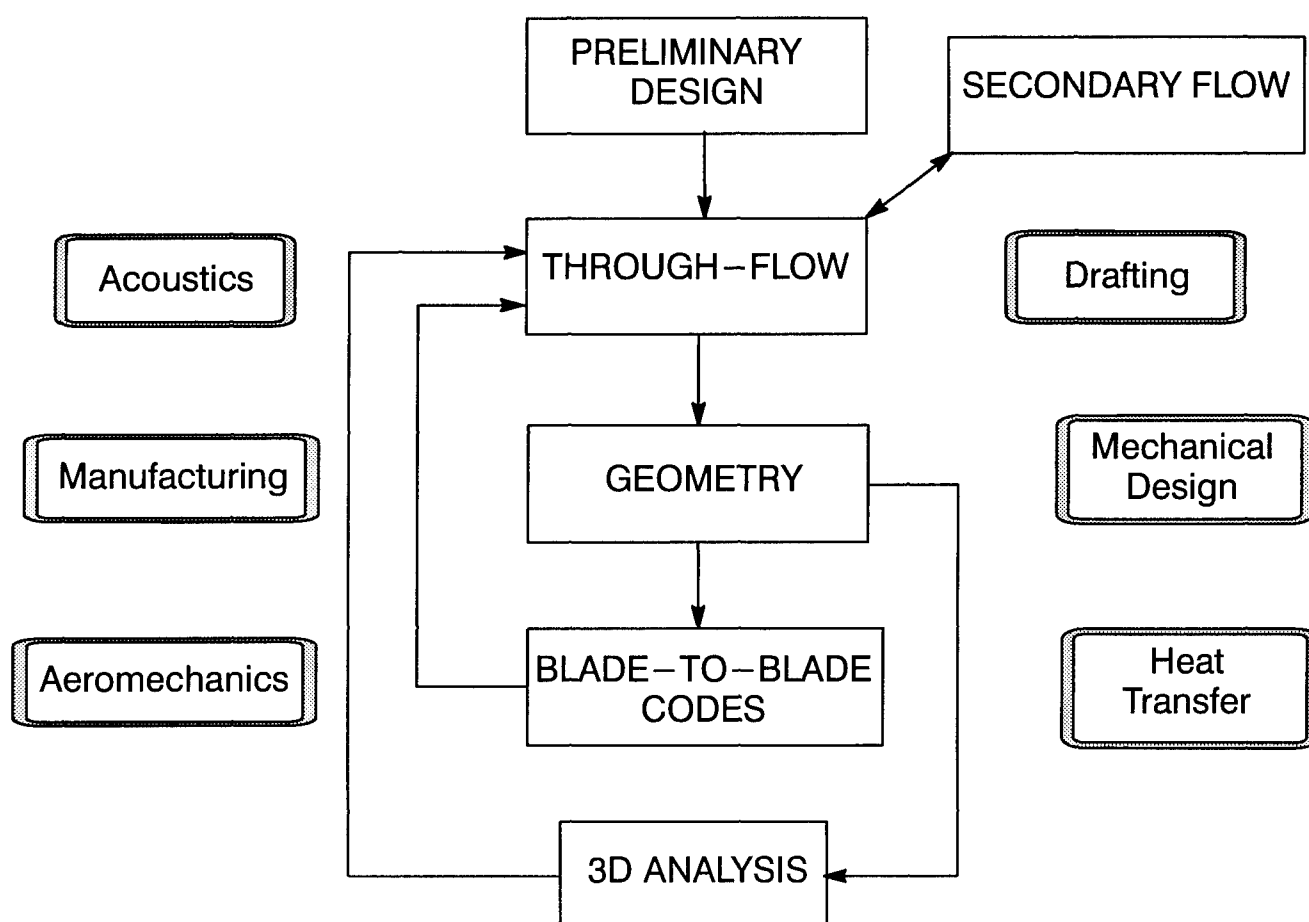 PRELIMINARY
DESIGN
SECONDARY FLOW
THROUGH−FLOW
Acoustics
Drafting
GEOMETRY
Manufacturing
Mechanical
Design
BLADE−TO−BLADE
CODES
Aeromechanics
Heat
Transfer
3D ANALYSIS